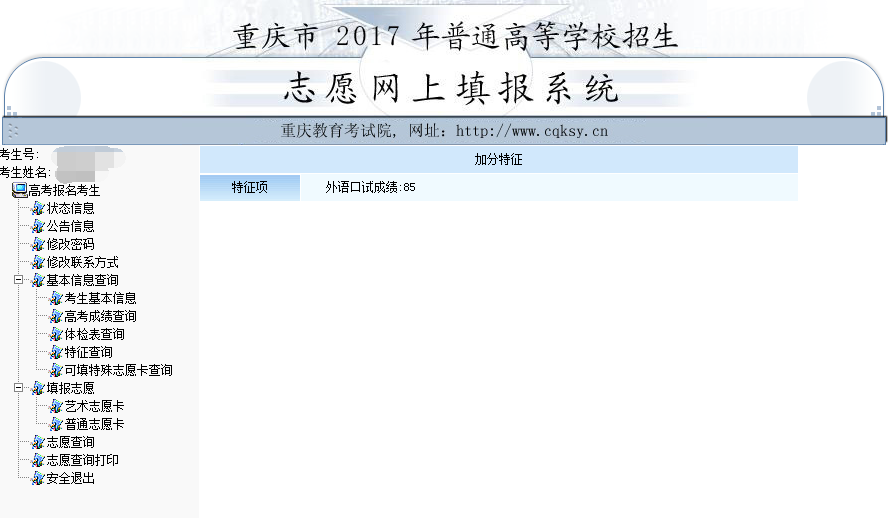 重庆市 2017 年普通高等学校招生
志愿网上填报系统
重庆教育考试院, 网址: http://www.cqksy.cn
考生号:
考生姓名:
高考报名考生
状态信息
公告信息
修改密码
修改联系方式
基本信息查询
考生基本信息
高考成绩查询
体检表查询
特征查询
可填特殊志愿卡查询
填报志愿
艺术志愿卡
普通志愿卡
志愿查询
志愿查询打印
安全退出
加分特征
特征项 外语口试成绩:85